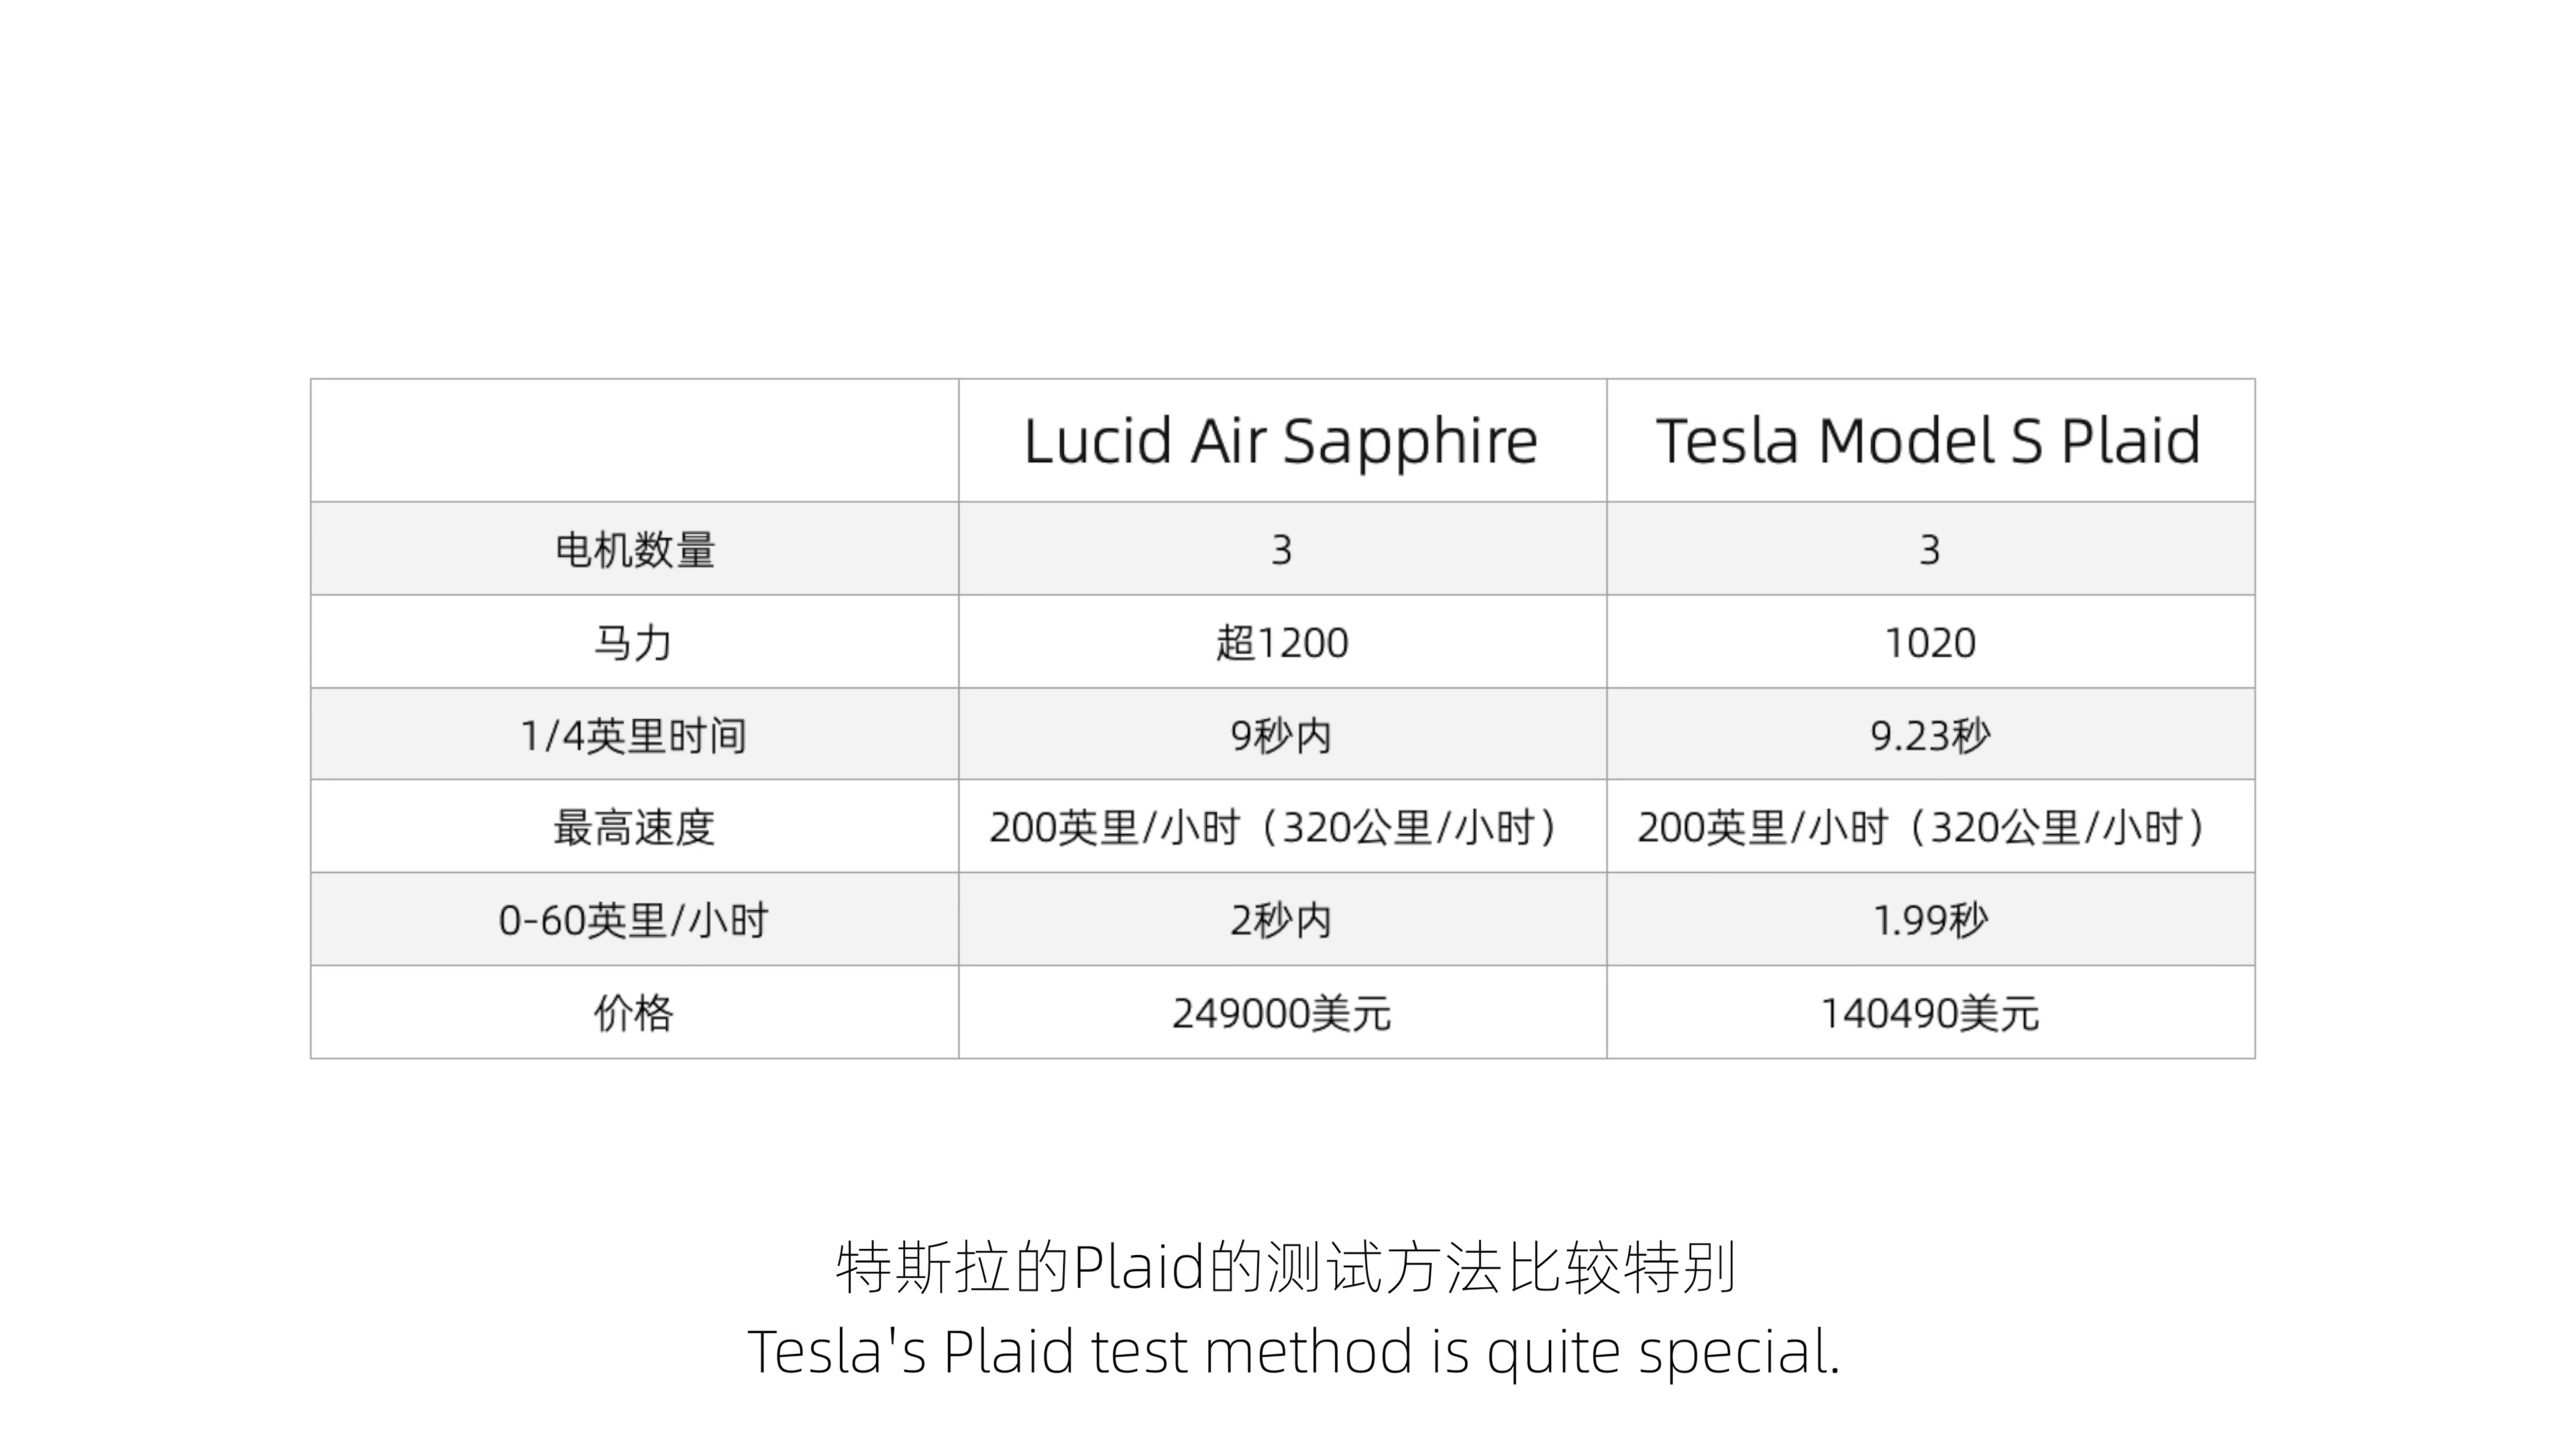 Lucid Air Sapphire Tesla Model S Plaid
电机数量 3 3
马力 超1200 1020
1/4英里时间 9秒内 9.23秒
最高速度 200英里/小时（320公里/小时） 200英里/小时（320公里/小时）
0-60英里/小时 2秒内 1.99秒
价格 249000美元 140490美元
特斯拉的Plaid的测试方法比较特别
Tesla's Plaid test method is quite special.